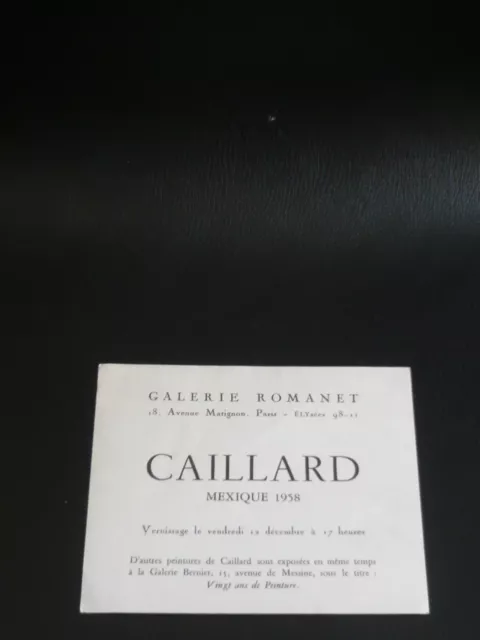 GALERIE ROMANET
18, Avenue Matignon, Paris - ELYsées 98-11
CAILLARD
MEXIQUE 1958
Vernissage le vendredi 12 décembre à 17 heures
D'autres peintures de Caillard sont exposées en même temps
à la Galerie Bernier, 13, avenue de Messine, sous le titre :
Vingt ans de Peinture.